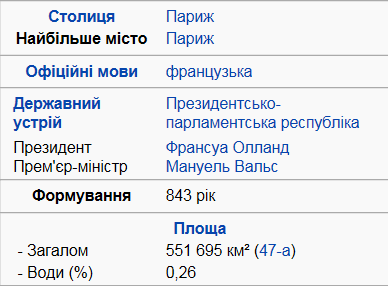 Столиця Париж
Найбільше місто Париж
Офіційні мови французька
Державний Президентсько-
устрій парламентська республіка
Президент Франсуа Олланд
Прем'єр-міністр Мануель Вальс
Формування 843 рік
Площа
- Загалом 551 695 км² (47-а)
- Води (%) 0,26